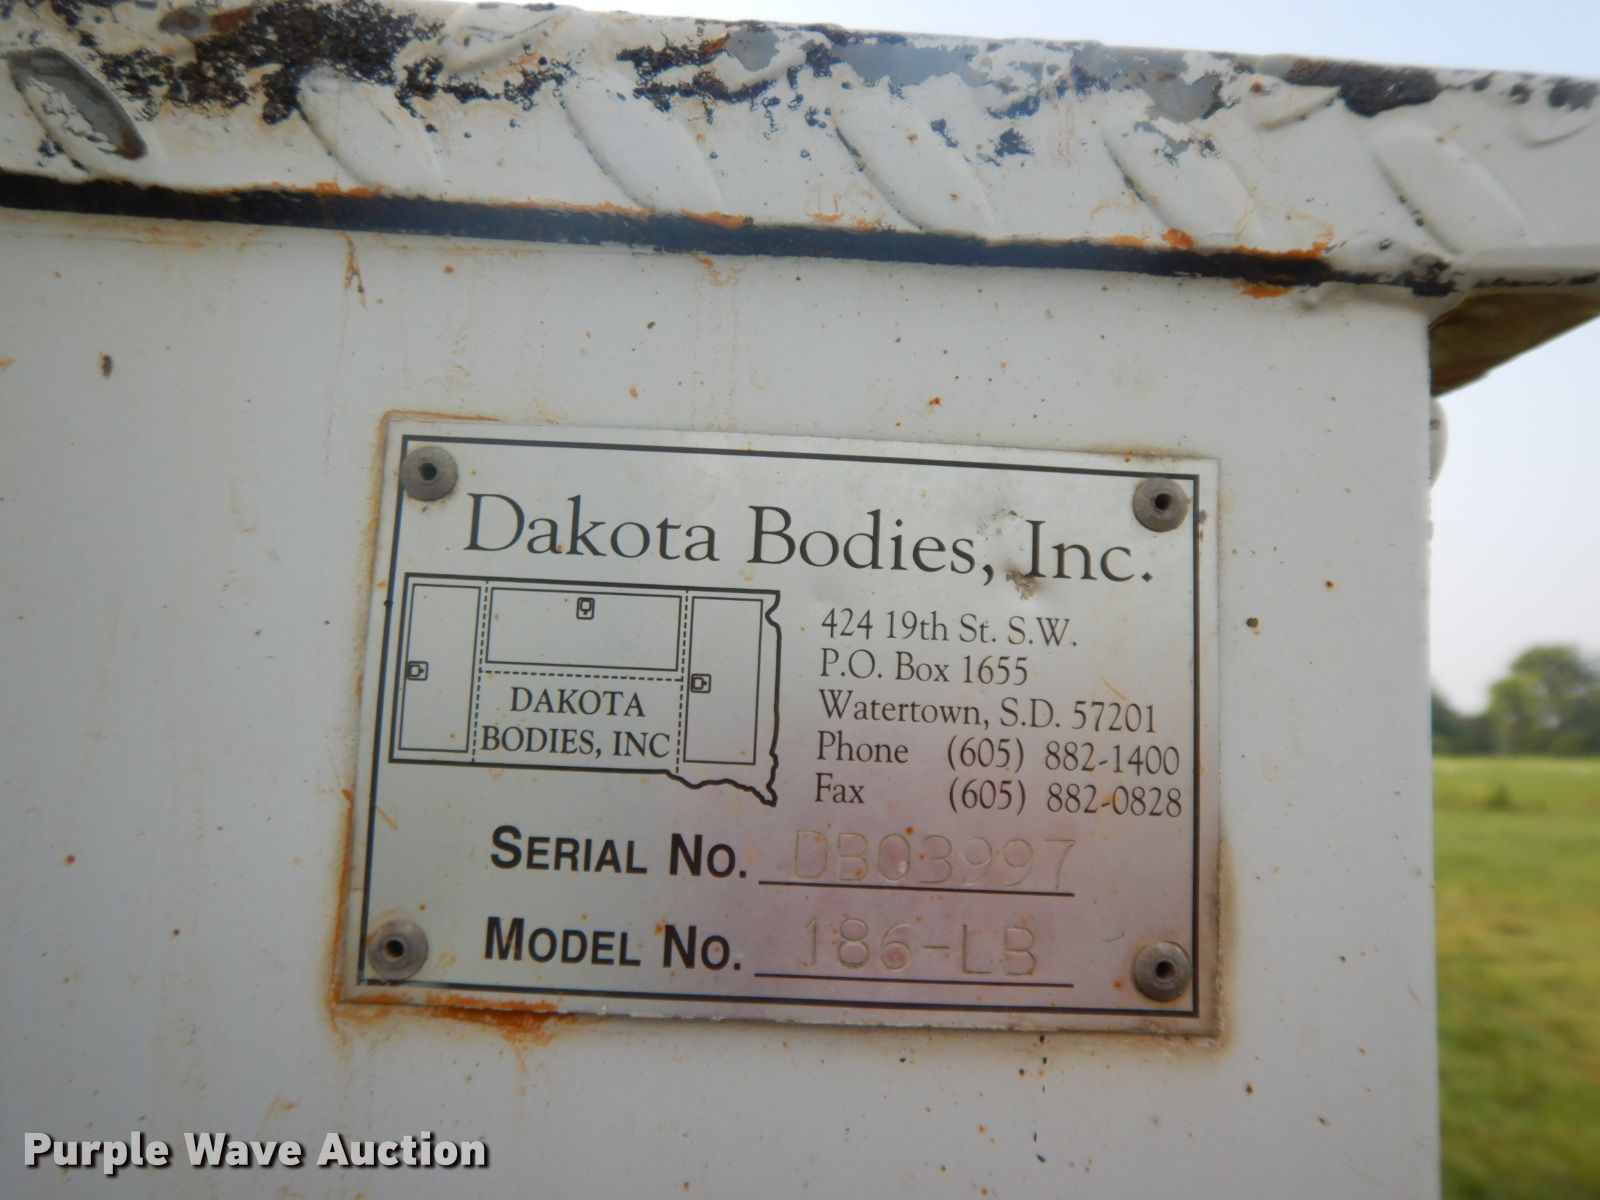 Dakota Bodies, Inc.
DAKOTA
BODIES, INC
424 19th St. S.W.
P.O. Box 1655
Watertown, S.D. 57201
Phone (605) 882-1400
Fax (605) 882-0828
SERIAL NO. DB03997
MODEL NO. 186-LB
Purple Wave Auction